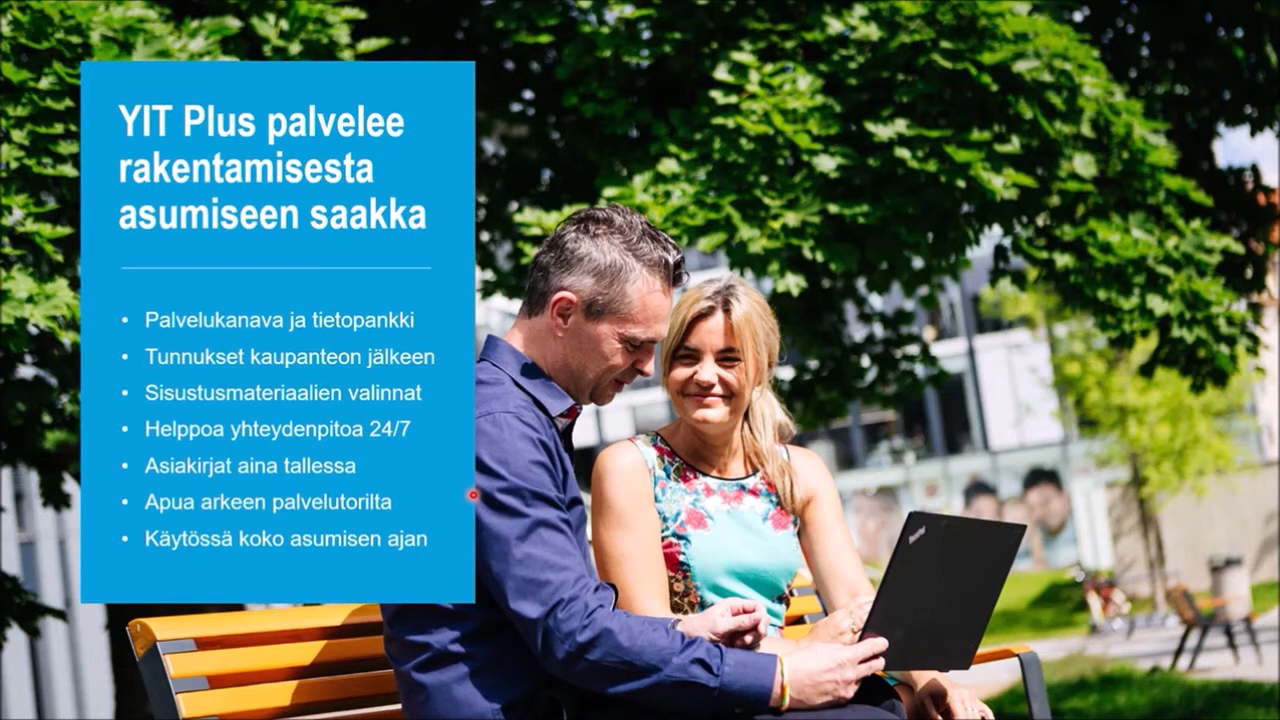 YIT Plus palvelee
rakentamisesta
asumiseen saakka
• Palvelukanava ja tietopankki
• Tunnukset kaupanteon jälkeen
• Sisustusmateriaalien valinnat
• Helppoa yhteydenpitoa 24/7
• Asiakirjat aina tallessa
• Apua arkeen palvelutorilta
• Käytössä koko asumisen ajan
ThinkPad